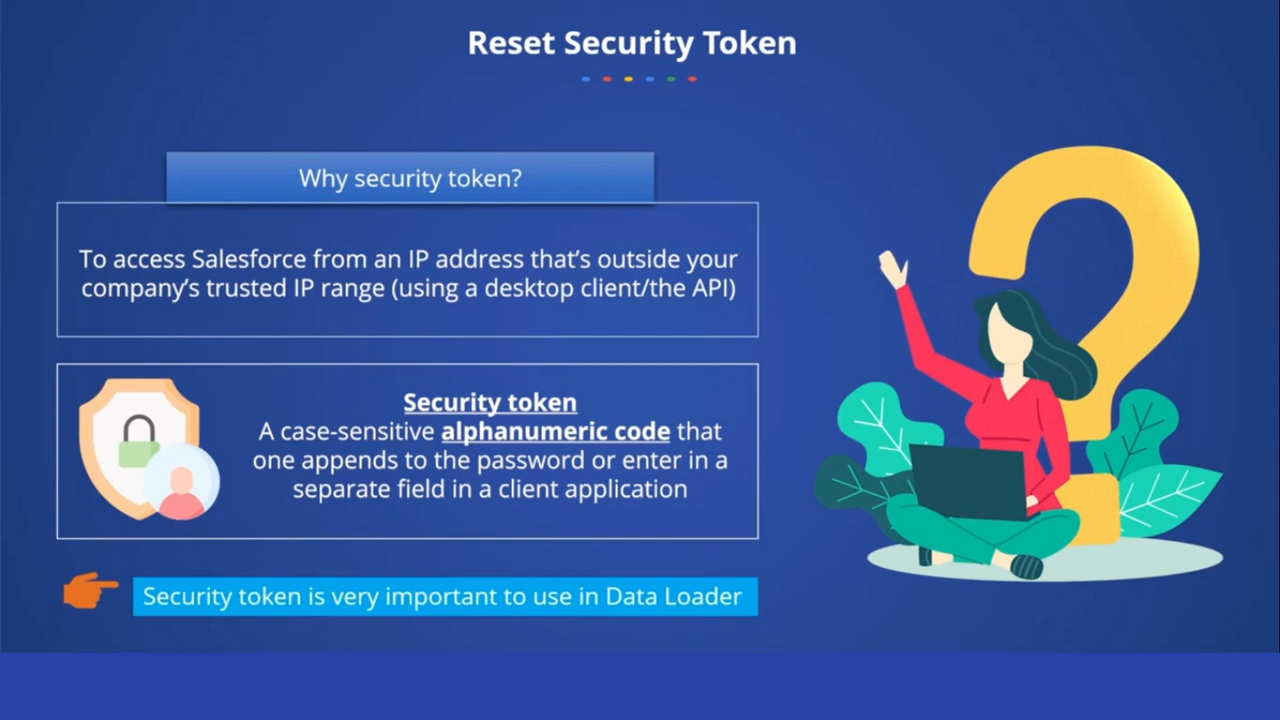 Reset Security Token
Why security token?
To access Salesforce from an IP address that’s outside your
company’s trusted IP range (using a desktop client/the API)
Security token
A case-sensitive alphanumeric code that
one appends to the password or enter in a
separate field in a client application
Security token is very important to use in Data Loader